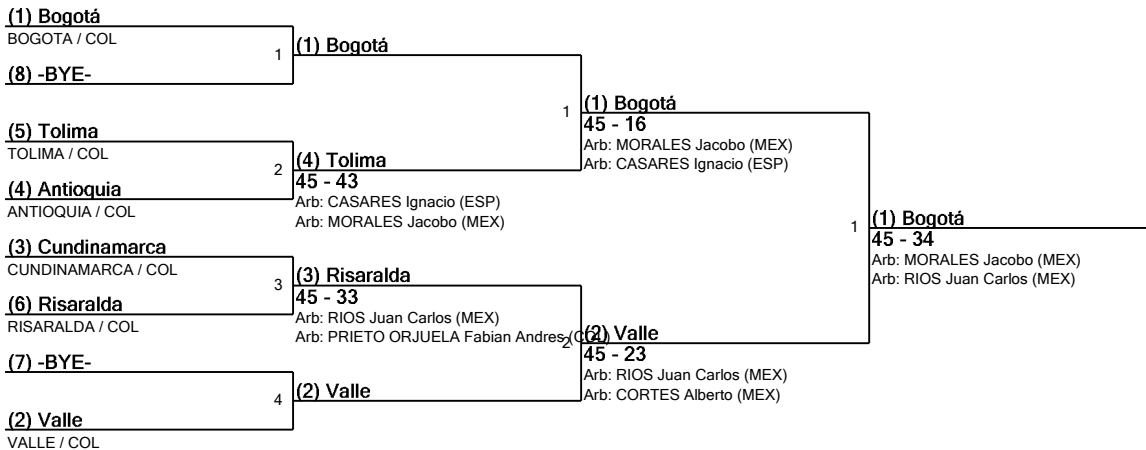 (1) Bogotá
BOGOTA / COL
(8) -BYE-
(5) Tolima
TOLIMA / COL
(4) Antioquia
ANTIOQUIA / COL
(3) Cundinamarca
CUNDINAMARCA / COL
(6) Risaralda
RISARALDA / COL
(7) -BYE-
(2) Valle
VALLE / COL
1
(1) Bogotá
2
(4) Tolima
45 - 43
Arb: CASARES Ignacio (ESP)
Arb: MORALES Jacobo (MEX)
3
(3) Risaralda
45 - 33
Arb: RIOS Juan Carlos (MEX)
Arb: PRIETO ORJUELA Fabian Andres (COL)
4
(2) Valle
1
(1) Bogotá
45 - 16
Arb: MORALES Jacobo (MEX)
Arb: CASARES Ignacio (ESP)
2
(2) Valle
45 - 23
Arb: RIOS Juan Carlos (MEX)
Arb: CORTES Alberto (MEX)
1
(1) Bogotá
45 - 34
Arb: MORALES Jacobo (MEX)
Arb: RIOS Juan Carlos (MEX)